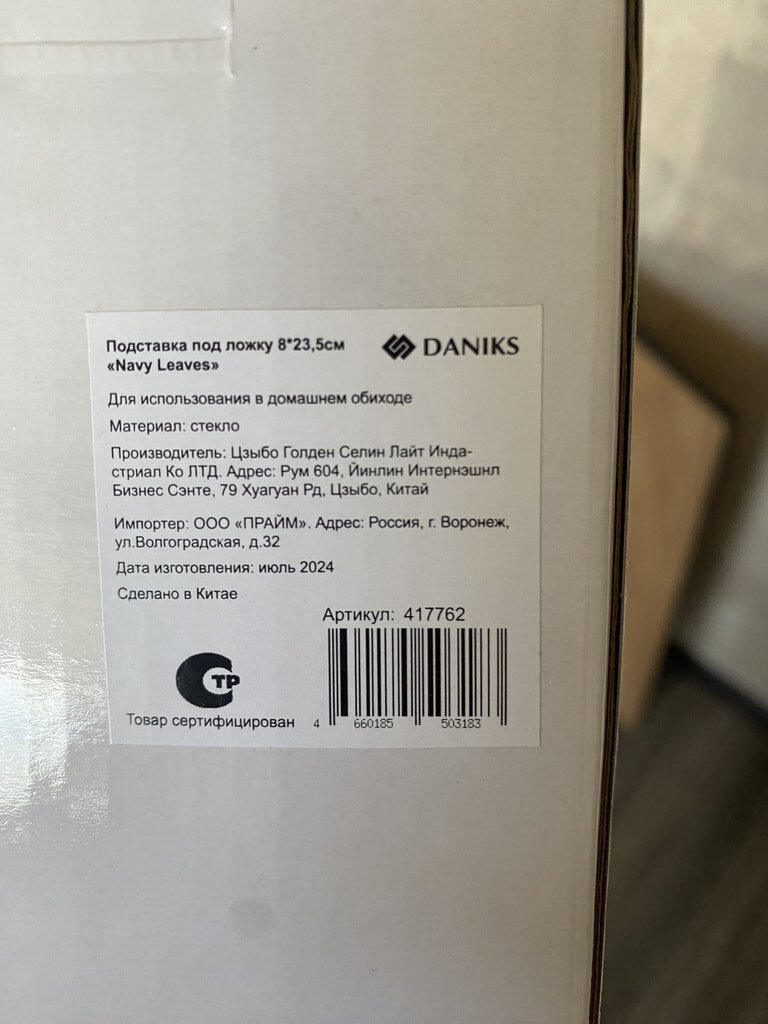 Подставка под ложку 8*23,5см
«Navy Leaves»
DANIKS
Для использования в домашнем обиходе
Материал: стекло
Производитель: Цзыбо Голден Селин Лайт Инда-
стриал Ко ЛТД. Адрес: Рум 604, Йинлин Интернэшнл
Бизнес Сэнте, 79 Хуагуан Рд, Цзыбо, Китай
Импортер: ООО «ПРАЙМ». Адрес: Россия, г. Воронеж,
ул.Волгоградская, д.32
Дата изготовления: июль 2024
Сделано в Китае
Артикул: 417762
СТР
Товар сертифицирован
4 660185 503183